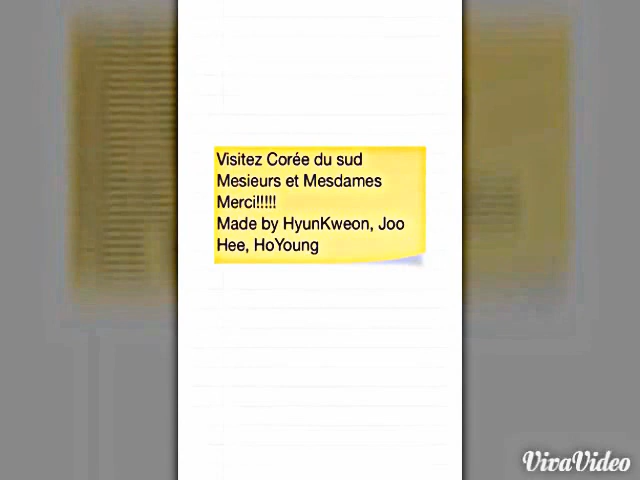 Visitez Corée du sud
Mesieurs et Mesdames
Merci!!!!!
Made by HyunKweon, Joo
Hee, HoYoung
VivaVideo